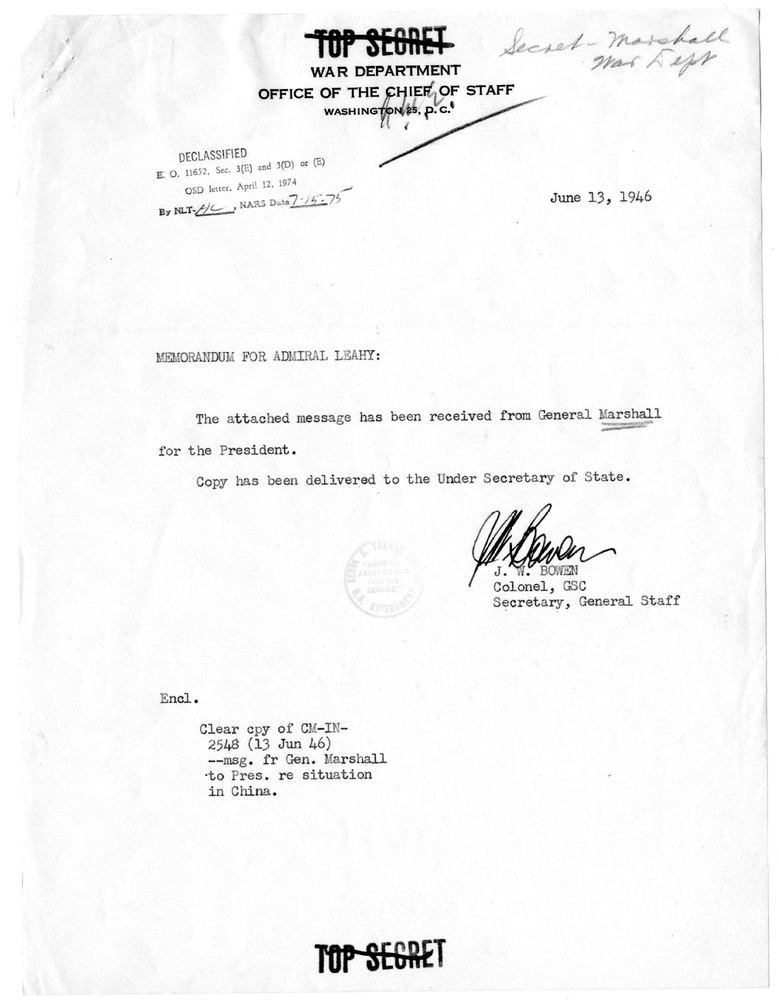 TOP SECRET
Secret - Marshall
War Dept
WAR DEPARTMENT
OFFICE OF THE CHIEF OF STAFF
WASHINGTON 25, D. C.
DECLASSIFIED
E. O. 11652, Sec. 3(E) and 5(D) or (E)
OSD letter, April 12, 1974
By NLT-HC, NARS Date 7-15-75
June 13, 1946
MEMORANDUM FOR ADMIRAL LEAHY:
The attached message has been received from General Marshall
for the President.
Copy has been delivered to the Under Secretary of State.
J. W. BOWEN
Colonel, GSC
Secretary, General Staff
Encl.
Clear cpy of CM-IN-
2548 (13 Jun 46)
--msg. fr Gen. Marshall
to Pres. re situation
in China.
TOP SECRET